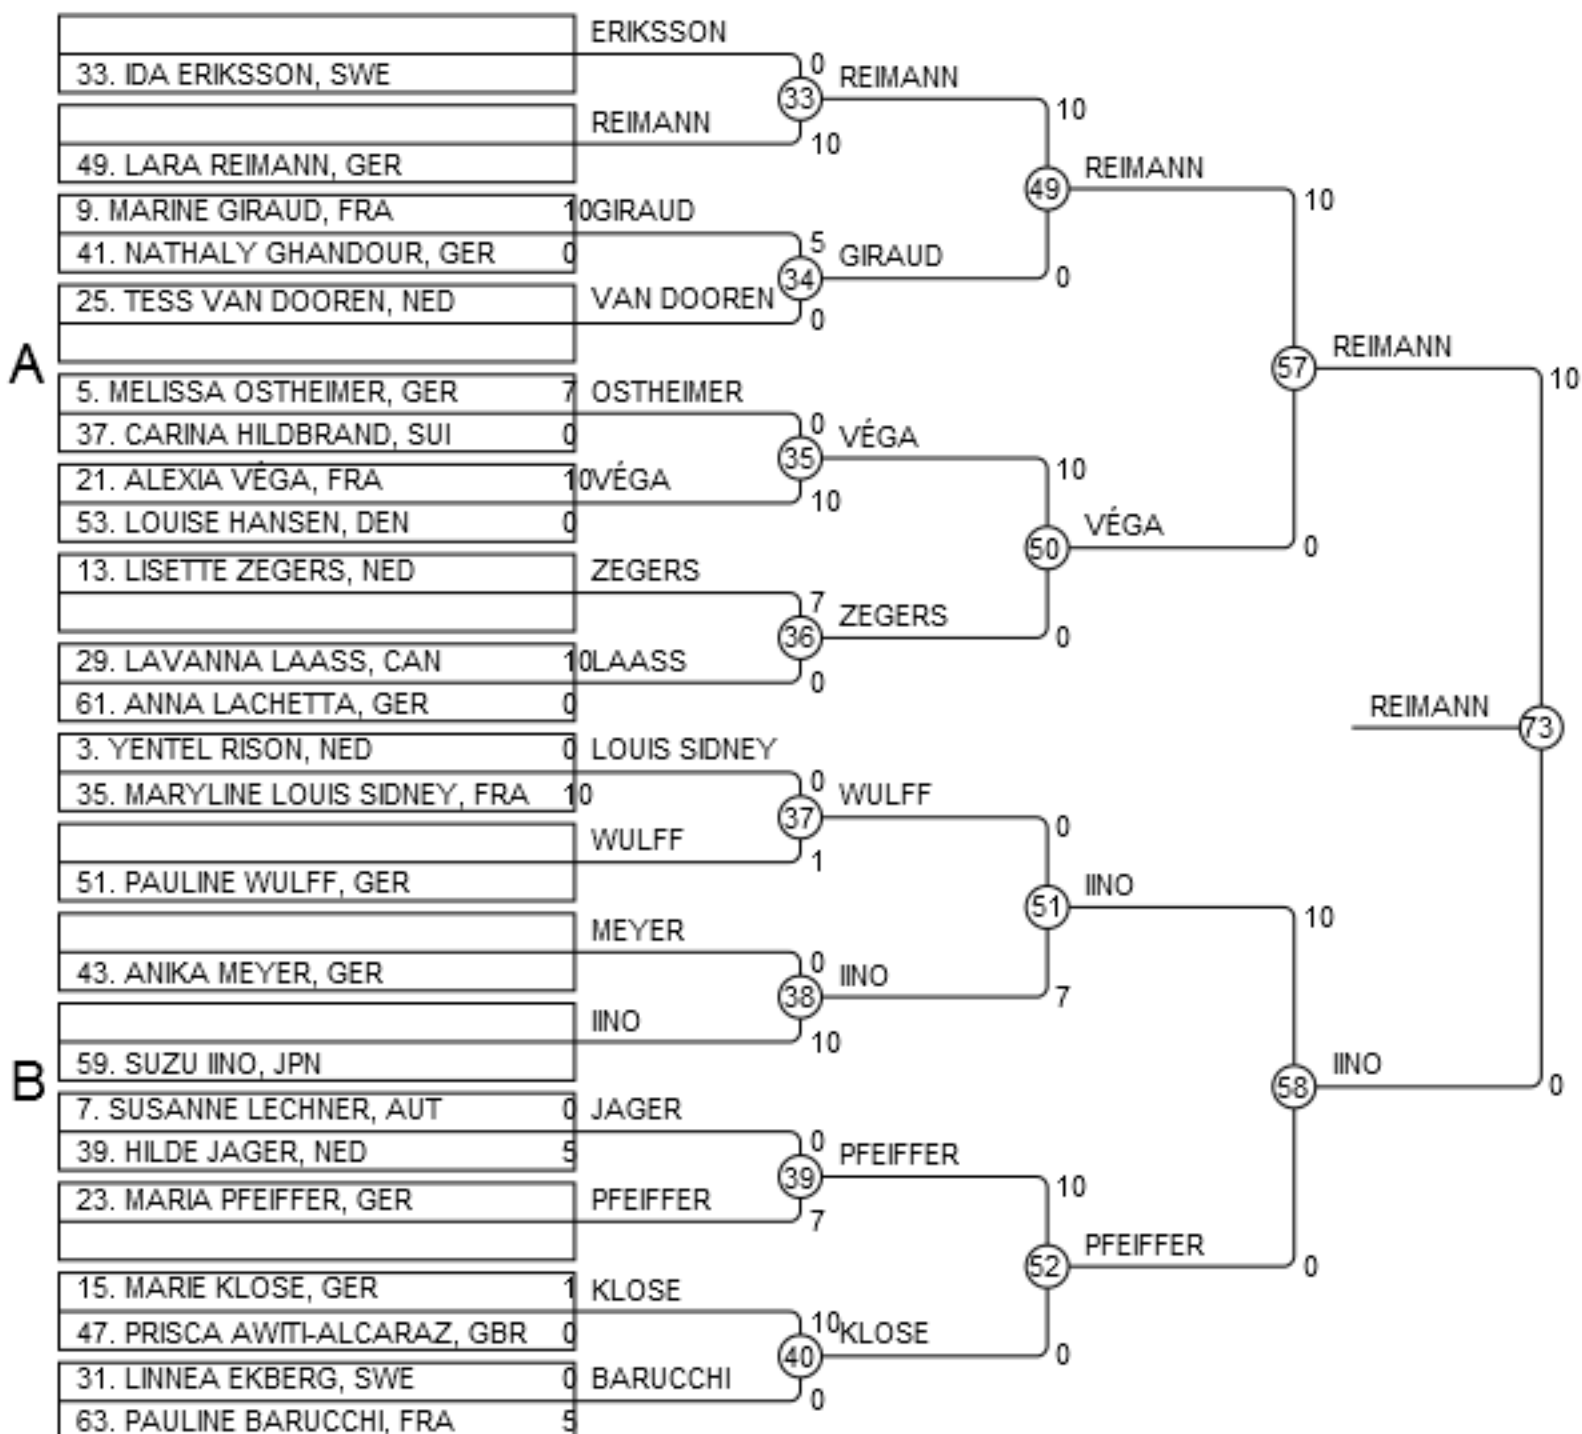 ERIKSSON
33. IDA ERIKSSON, SWE
0
33
REIMANN
10
REIMANN
10
49. LARA REIMANN, GER
49
REIMANN
10
9. MARINE GIRAUD, FRA 10 GIRAUD
41. NATHALY GHANDOUR, GER 0
5
34
GIRAUD
0
25. TESS VAN DOOREN, NED
VAN DOOREN
0
A
57
REIMANN
10
5. MELISSA OSTHEIMER, GER 7 OSTHEIMER
37. CARINA HILDBRAND, SUI 0
0
35
VÉGA
10
21. ALEXIA VÉGA, FRA 10 VÉGA
10
53. LOUISE HANSEN, DEN 0
50
VÉGA
0
13. LISETTE ZEGERS, NED
ZEGERS
7
36
ZEGERS
0
29. LAVANNA LAASS, CAN 10 LAASS
0
61. ANNA LACHETTA, GER 0
REIMANN
73
3. YENTEL RISON, NED 0 LOUIS SIDNEY
35. MARYLINE LOUIS SIDNEY, FRA 10
0
37
WULFF
0
WULFF
1
51. PAULINE WULFF, GER
51
IINO
10
MEYER
43. ANIKA MEYER, GER
0
38
IINO
7
IINO
10
59. SUZU IINO, JPN
B
58
IINO
0
7. SUSANNE LECHNER, AUT 0 JAGER
39. HILDE JAGER, NED 5
0
39
PFEIFFER
10
23. MARIA PFEIFFER, GER
PFEIFFER
7
52
PFEIFFER
0
15. MARIE KLOSE, GER 1 KLOSE
47. PRISCA AWITI-ALCARAZ, GBR 0
10
40
KLOSE
0
31. LINNEA EKBERG, SWE 0 BARUCCHI
0
63. PAULINE BARUCCHI, FRA 5